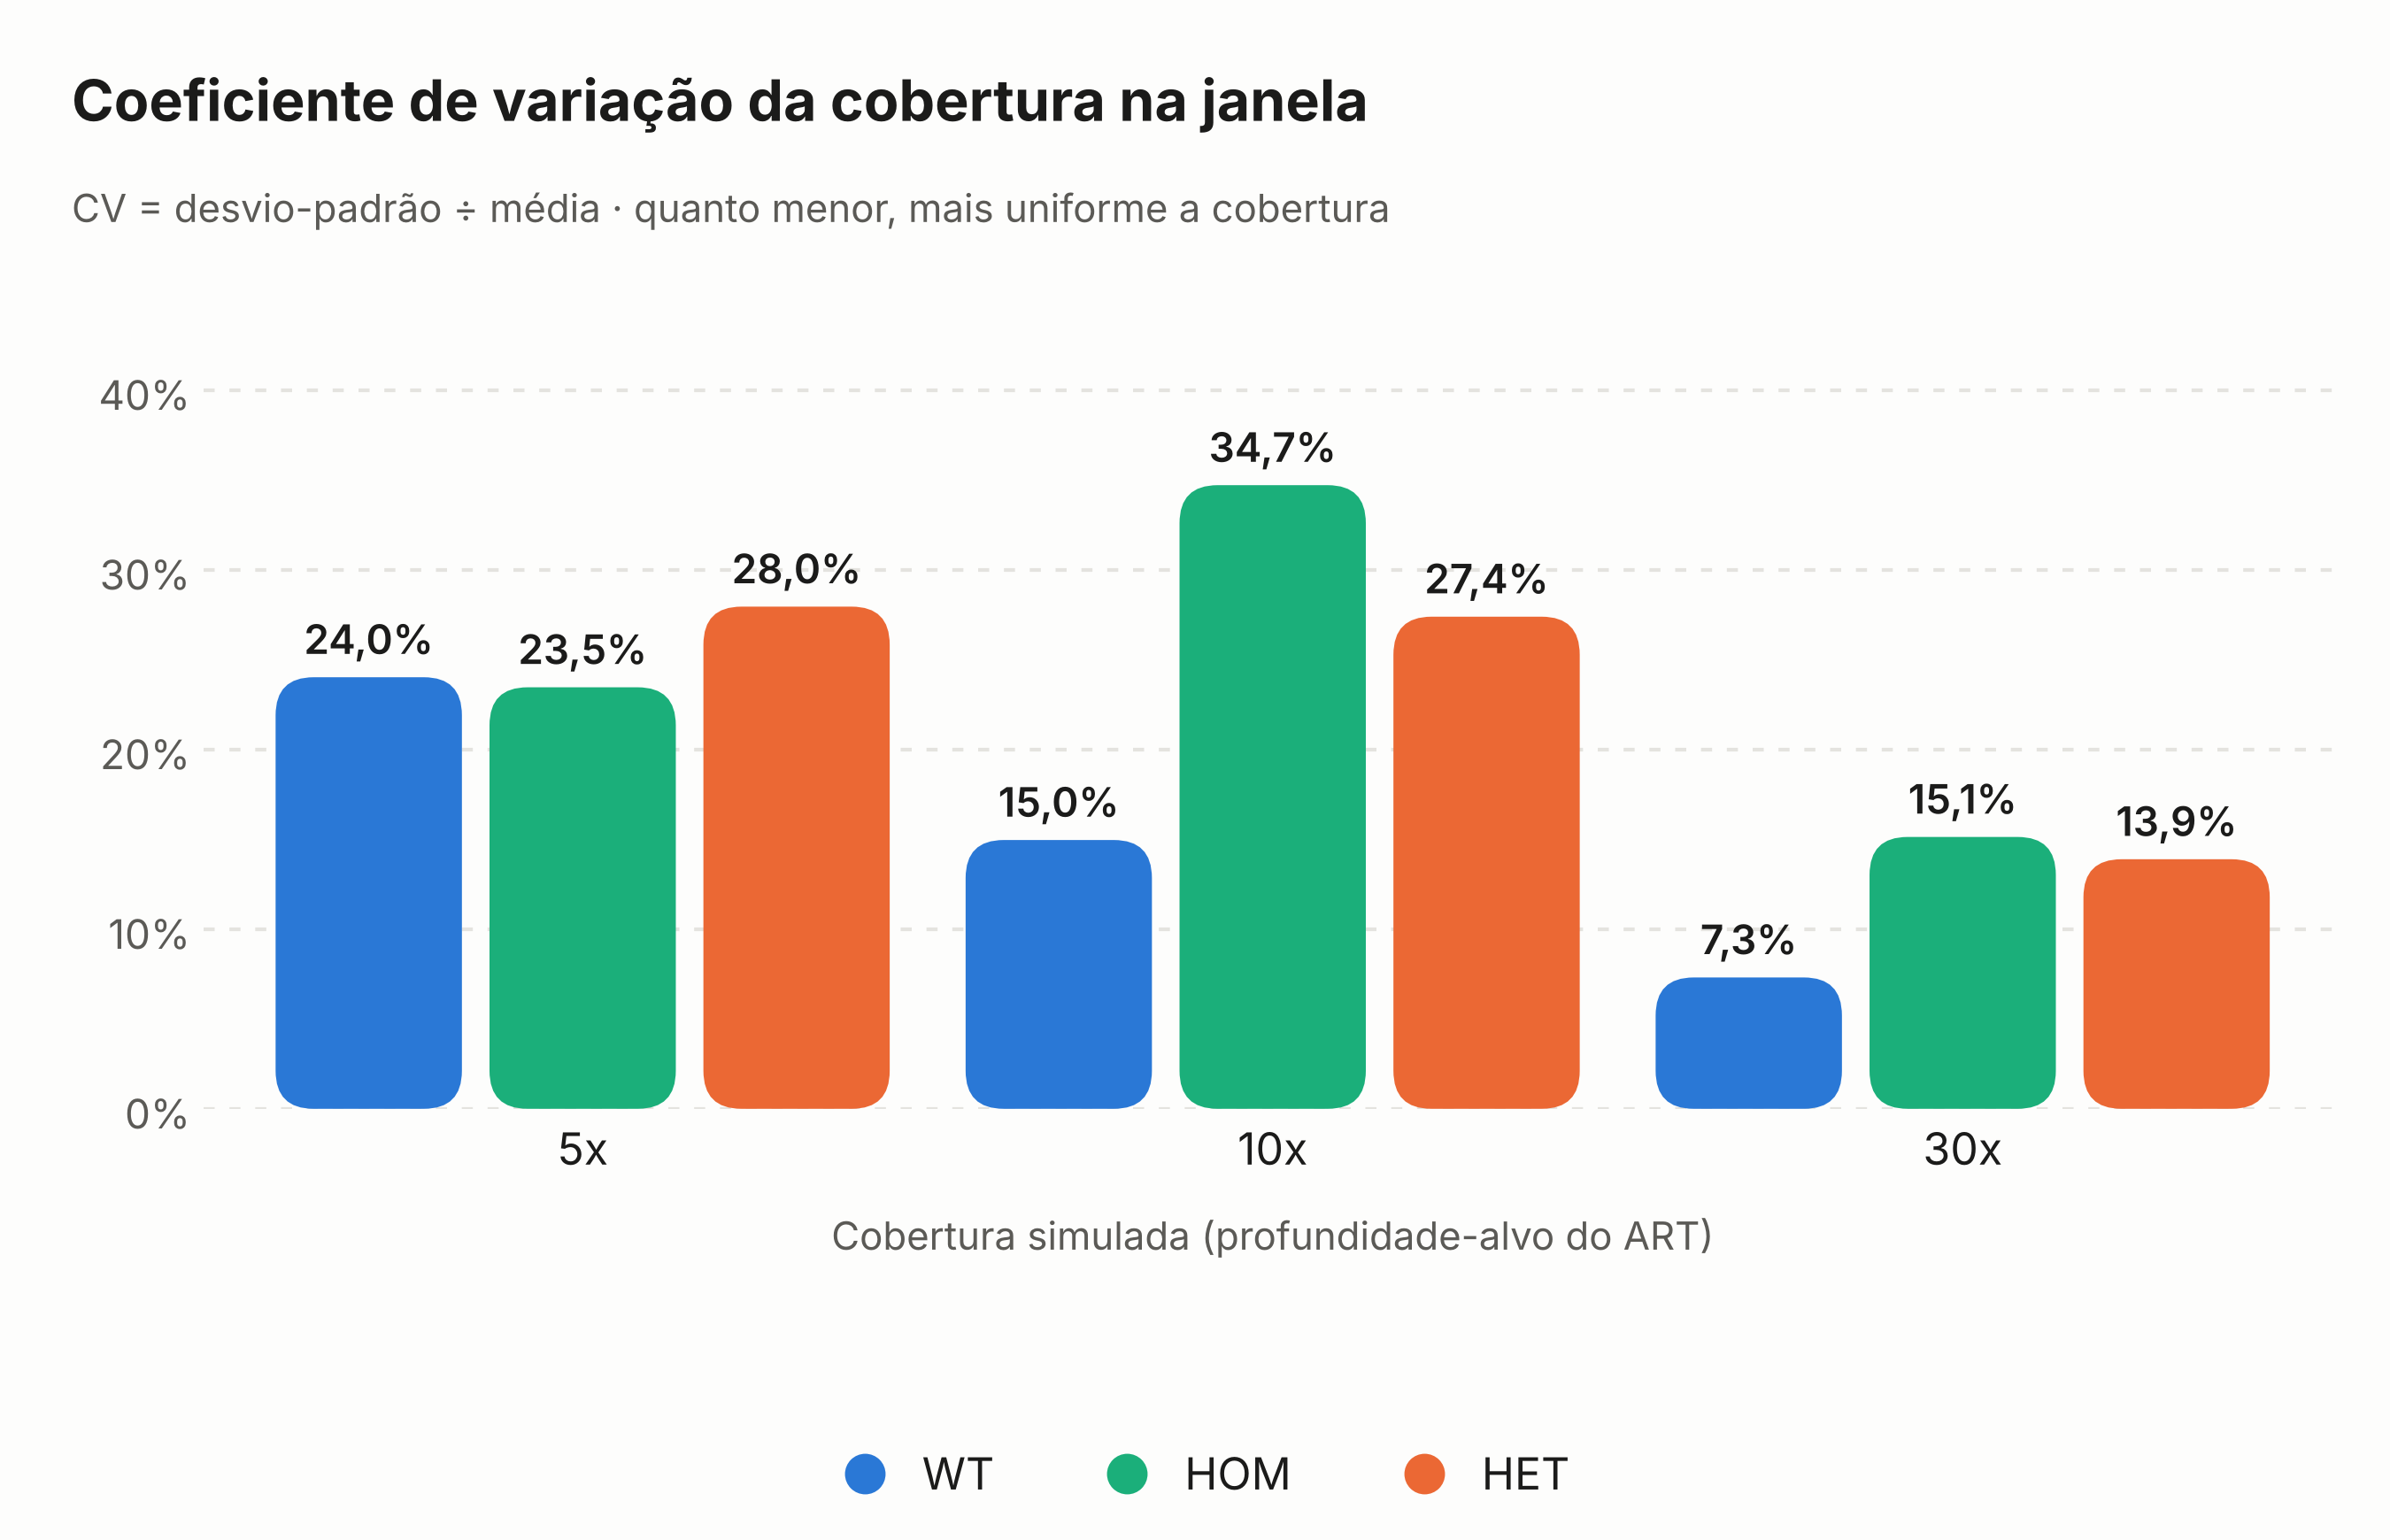 Coeficiente de variação da cobertura na janela
CV = desvio-padrão ÷ média · quanto menor, mais uniforme a cobertura
40%
30%
20%
10%
0%
24,0%
23,5%
28,0%
15,0%
34,7%
27,4%
7,3%
15,1%
13,9%
5x
10x
30x
Cobertura simulada (profundidade-alvo do ART)
WT
HOM
HET